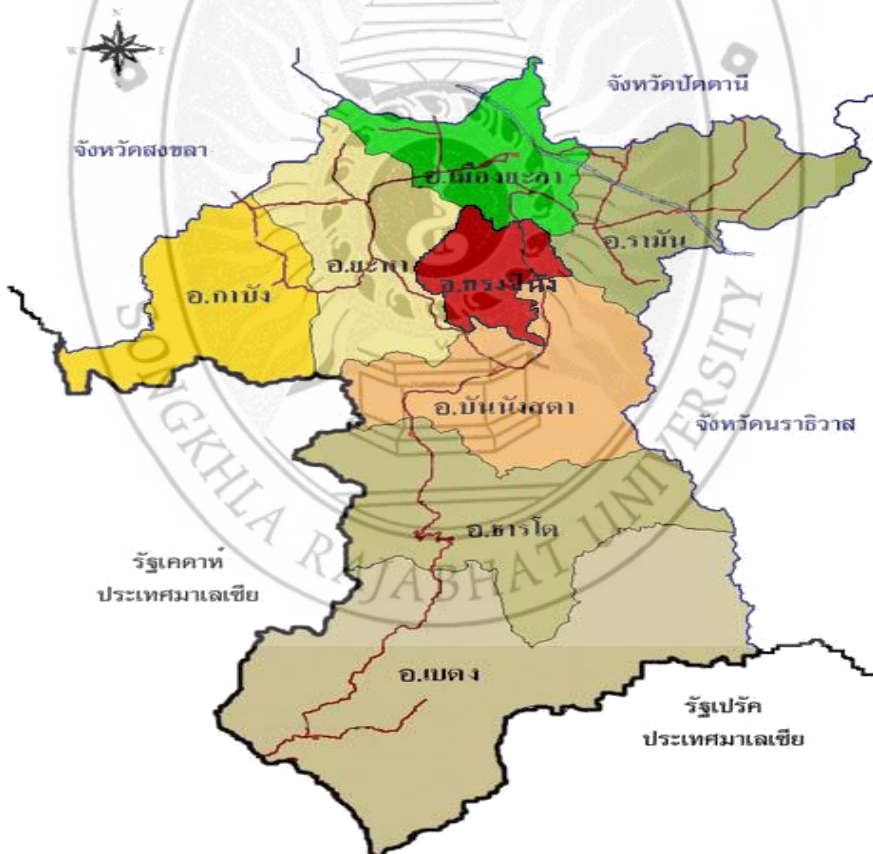 N
W
E
S
จังหวัดปัตตานี
จังหวัดสงขลา
อ.เมืองยะลา
อ.รามัน
อ.ยะหา
อ.กรงปินัง
อ.กาบัง
อ.บันนังสตา
จังหวัดนราธิวาส
อ.ธารโต
รัฐเคดาห์
ประเทศมาเลเซีย
อ.เบตง
รัฐเปรัค
ประเทศมาเลเซีย
SONGKHLA RAJABHAT UNIVERSITY